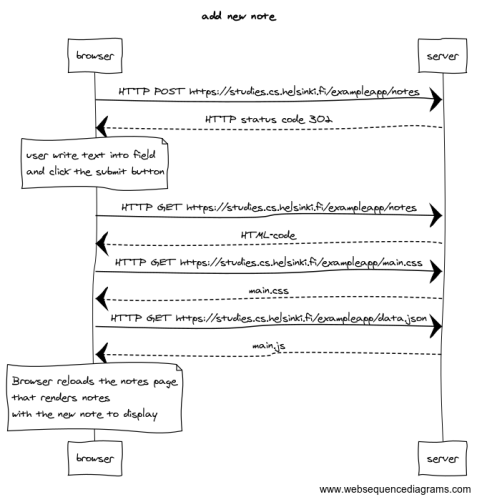 add new note
browser
server
HTTP POST https://studies.cs.helsinki.fi/exampleapp/notes
HTTP status code 302
user write text into field
and click the submit button
HTTP GET https://studies.cs.helsinki.fi/exampleapp/notes
HTML-code
HTTP GET https://studies.cs.helsinki.fi/exampleapp/main.css
main.css
HTTP GET https://studies.cs.helsinki.fi/exampleapp/data.json
main.js
Browser reloads the notes page
that renders notes
with the new note to display
browser
server
www.websequencediagrams.com